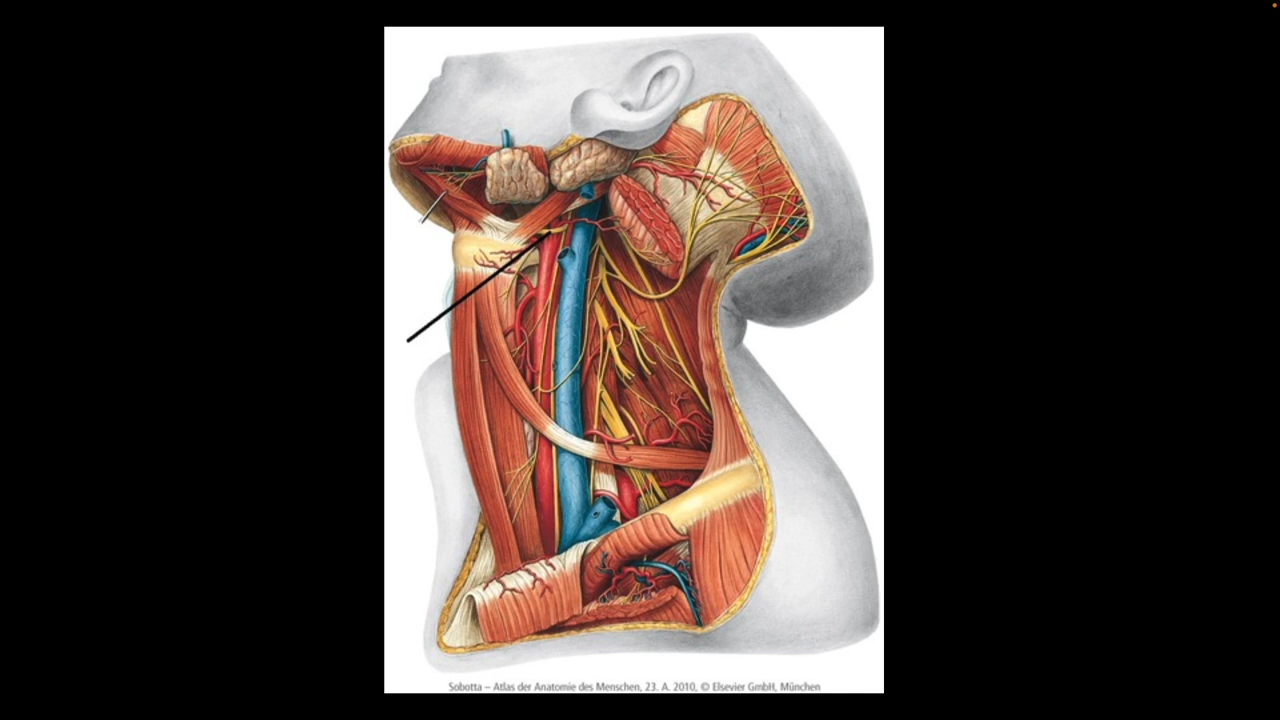 Sobotta – Atlas der Anatomie des Menschen, 23. A. 2010, © Elsevier GmbH, München